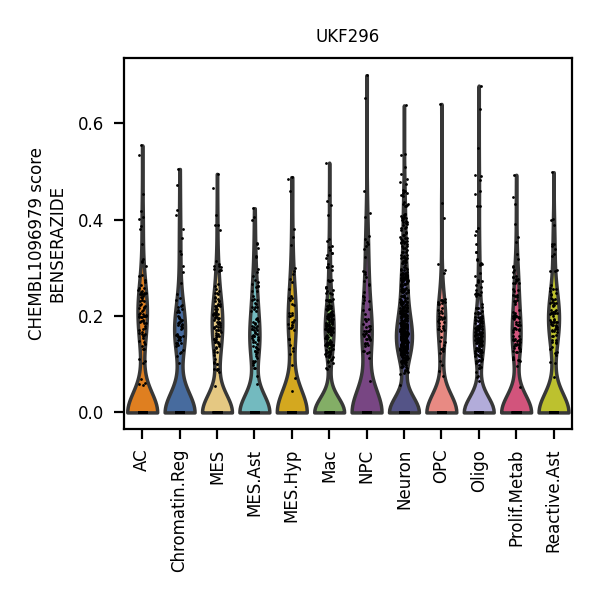 UKF296
CHEMBL1096979 score
BENSERAZIDE
0.6
0.4
0.2
0.0
AC
Chromatin.Reg
MES
MES.Ast
MES.Hyp
Mac
NPC
Neuron
OPC
Oligo
Prolif.Metab
Reactive.Ast